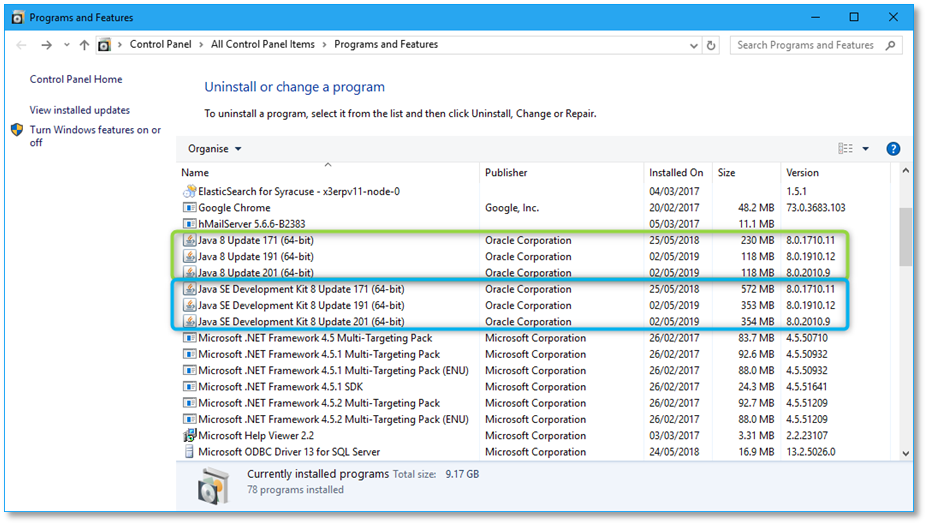 Programs and Features
Control Panel > All Control Panel Items > Programs and Features
Search Programs and Features
Control Panel Home
View installed updates
Turn Windows features on or
off
Uninstall or change a program
To uninstall a program, select it from the list and then click Uninstall, Change or Repair.
Organise
Name Publisher Installed On Size Version
ElasticSearch for Syracuse - x3erpv11-node-0 04/03/2017 1.5.1
Google Chrome Google, Inc. 20/02/2017 48.2 MB 73.0.3683.103
hMailServer 5.6.6-B2383 05/03/2017 11.1 MB
Java 8 Update 171 (64-bit) Oracle Corporation 25/05/2018 230 MB 8.0.1710.11
Java 8 Update 191 (64-bit) Oracle Corporation 02/05/2019 118 MB 8.0.1910.12
Java 8 Update 201 (64-bit) Oracle Corporation 02/05/2019 118 MB 8.0.2010.9
Java SE Development Kit 8 Update 171 (64-bit) Oracle Corporation 25/05/2018 572 MB 8.0.1710.11
Java SE Development Kit 8 Update 191 (64-bit) Oracle Corporation 02/05/2019 353 MB 8.0.1910.12
Java SE Development Kit 8 Update 201 (64-bit) Oracle Corporation 02/05/2019 354 MB 8.0.2010.9
Microsoft .NET Framework 4.5 Multi-Targeting Pack Microsoft Corporation 26/02/2017 83.7 MB 4.5.50710
Microsoft .NET Framework 4.5.1 Multi-Targeting Pack Microsoft Corporation 26/02/2017 92.6 MB 4.5.50932
Microsoft .NET Framework 4.5.1 Multi-Targeting Pack (ENU) Microsoft Corporation 26/02/2017 88.0 MB 4.5.50932
Microsoft .NET Framework 4.5.1 SDK Microsoft Corporation 26/02/2017 24.3 MB 4.5.51641
Microsoft .NET Framework 4.5.2 Multi-Targeting Pack Microsoft Corporation 26/02/2017 92.7 MB 4.5.51209
Microsoft .NET Framework 4.5.2 Multi-Targeting Pack (ENU) Microsoft Corporation 26/02/2017 88.0 MB 4.5.51209
Microsoft Help Viewer 2.2 Microsoft Corporation 03/03/2017 3.31 MB 2.2.23107
Microsoft ODBC Driver 13 for SQL Server Microsoft Corporation 24/05/2018 16.9 MB 13.2.5026.0
Currently installed programs Total size: 9.17 GB
78 programs installed